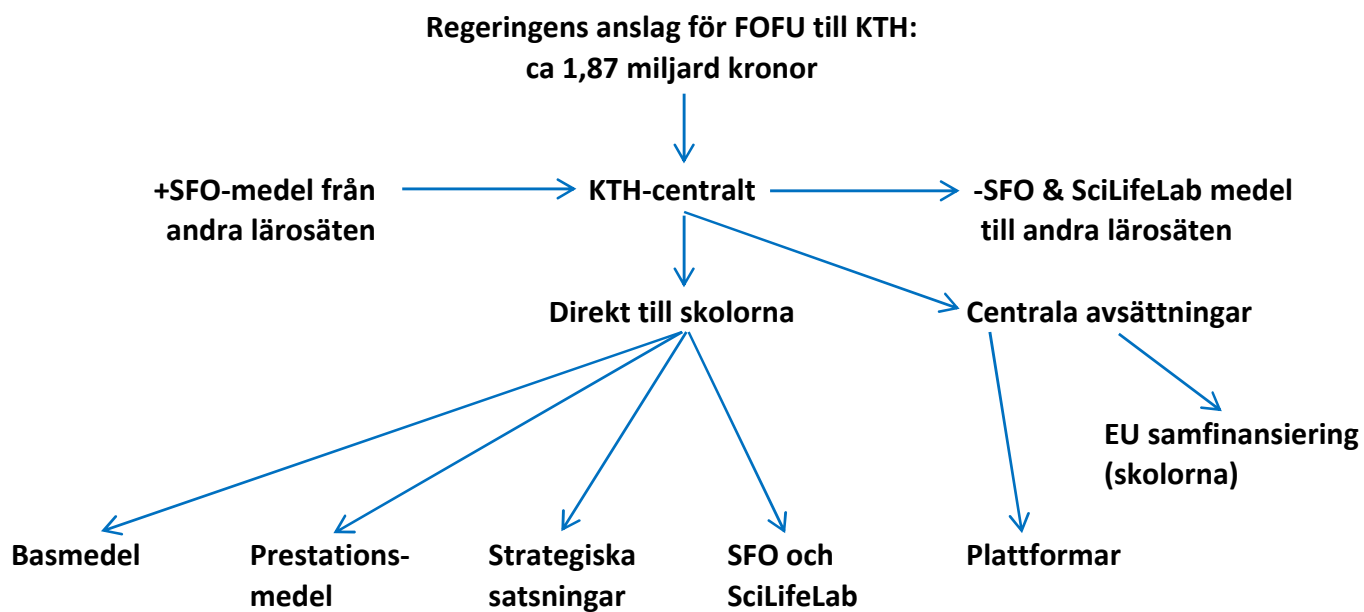 Regeringens anslag för FOFU till KTH:
ca 1,87 miljard kronor
+SFO-medel från
andra lärosäten
KTH-centralt
-SFO & SciLifeLab medel
till andra lärosäten
Direkt till skolorna
Centrala avsättningar
EU samfinansiering
(skolorna)
Basmedel
Prestations-
medel
Strategiska
satsningar
SFO och
SciLifeLab
Plattformar